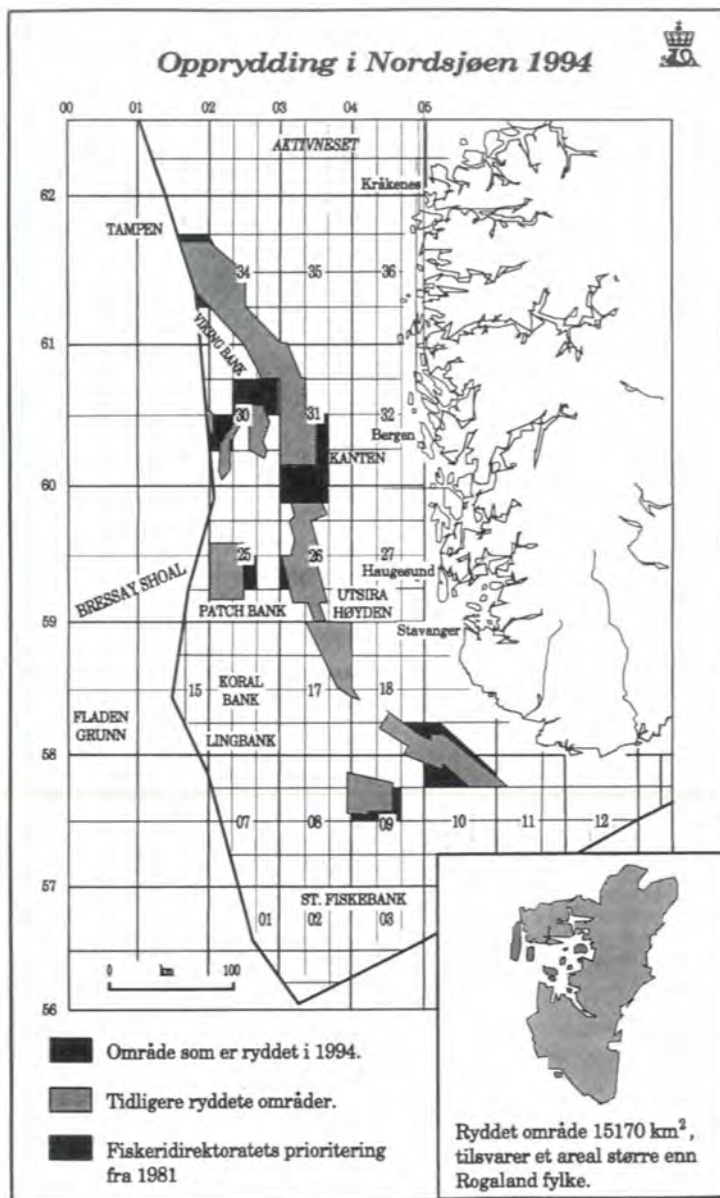 Opprydding i Nordsjøen 1994
00 01 02 03 04 05
AKTIVNESET
Kråkenes
62
TAMPEN
34 35 36
61
VIKING BANK
30 31 32
Bergen
KANTEN
60
25 26 27
Haugesund
BRESSAY SHOAL
PATCH BANK
UTSIRA
HØYDEN
59
Stavanger
15
KORAL
BANK
17 18
FLADEN
GRUNN
LINGBANK
58
07 08 09 10 11 12
57
ST. FISKEBANK
01 02 03
0 km 100
56
Område som er ryddet i 1994.
Tidligere ryddete områder.
Fiskeridirektoratets prioritering
fra 1981
Ryddet område 15170 km²,
tilsvarer et areal større enn
Rogaland fylke.